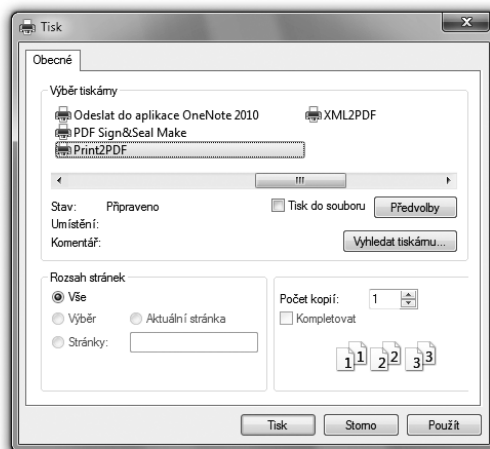 Tisk
Obecné
Výběr tiskárny
Odeslat do aplikace OneNote 2010
XML2PDF
PDF Sign&Seal Make
Print2PDF
Stav: Připraveno
Tisk do souboru
Předvolby
Umístění:
Komentář:
Vyhledat tiskárnu...
Rozsah stránek
Vše
Výběr
Aktuální stránka
Stránky:
Počet kopií: 1
Kompletovat
1 1 2 2 3 3
Tisk
Storno
Použít